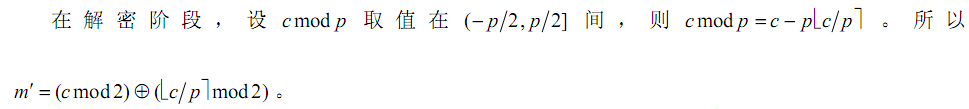 在解密阶段，设 c mod p 取值在 (−p/2, p/2] 间，则 c mod p = c − p⌊c/p⌉ 。所以
m′ = (c mod 2) ⊕ (⌊c/p⌉ mod 2) 。